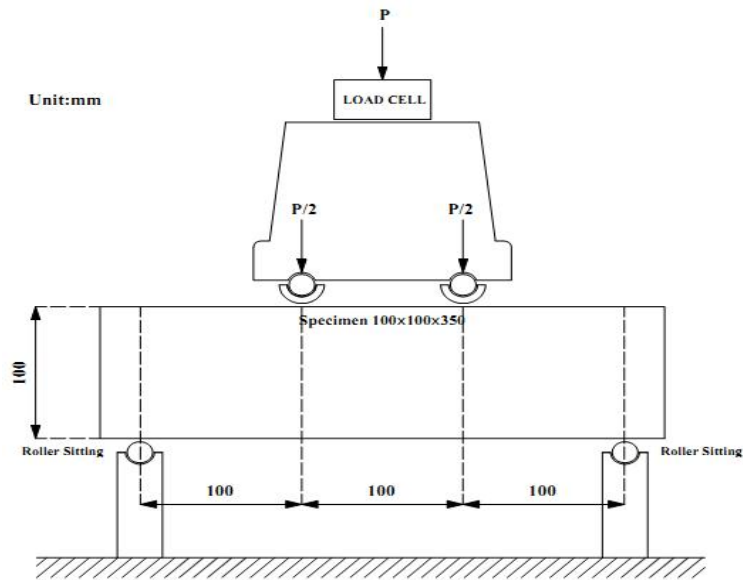 P
Unit:mm
LOAD CELL
P/2 P/2
Specimen 100×100×350
100
Roller Sitting Roller Sitting
100 100 100